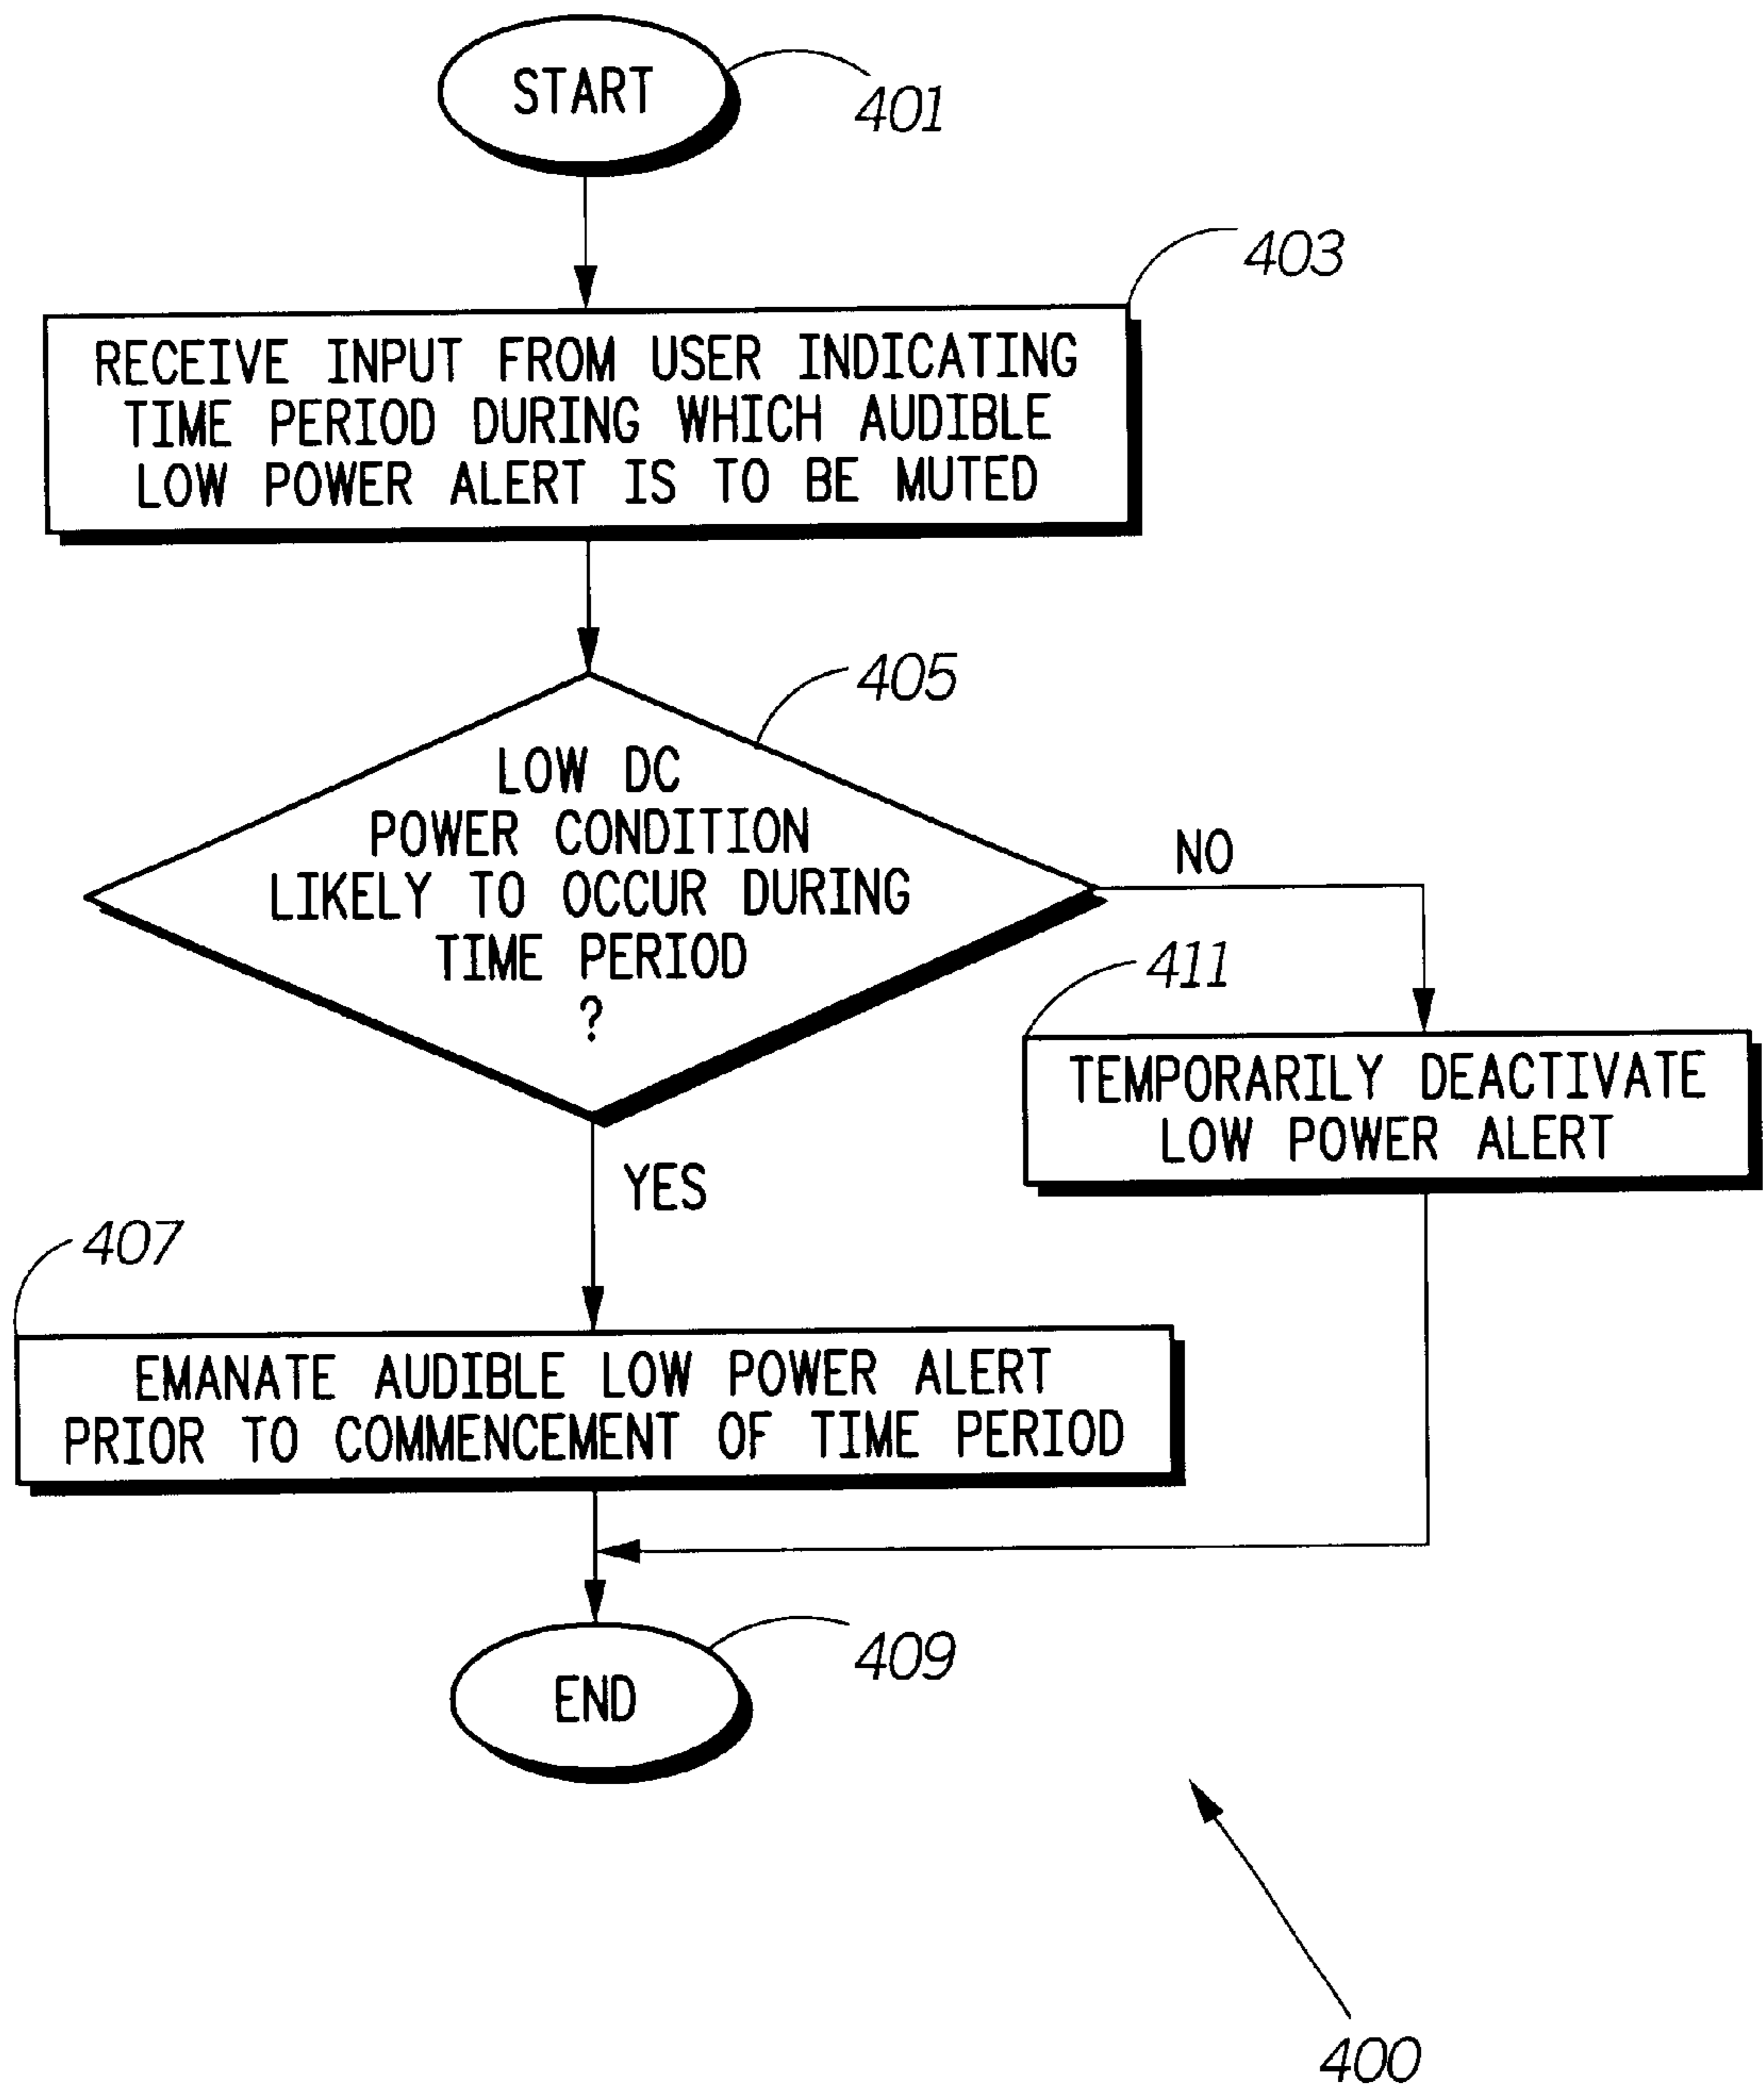 START
401
403
RECEIVE INPUT FROM USER INDICATING
TIME PERIOD DURING WHICH AUDIBLE
LOW POWER ALERT IS TO BE MUTED
405
LOW DC
POWER CONDITION
LIKELY TO OCCUR DURING
TIME PERIOD
?
NO
411
TEMPORARILY DEACTIVATE
LOW POWER ALERT
YES
407
EMANATE AUDIBLE LOW POWER ALERT
PRIOR TO COMMENCEMENT OF TIME PERIOD
409
END
400